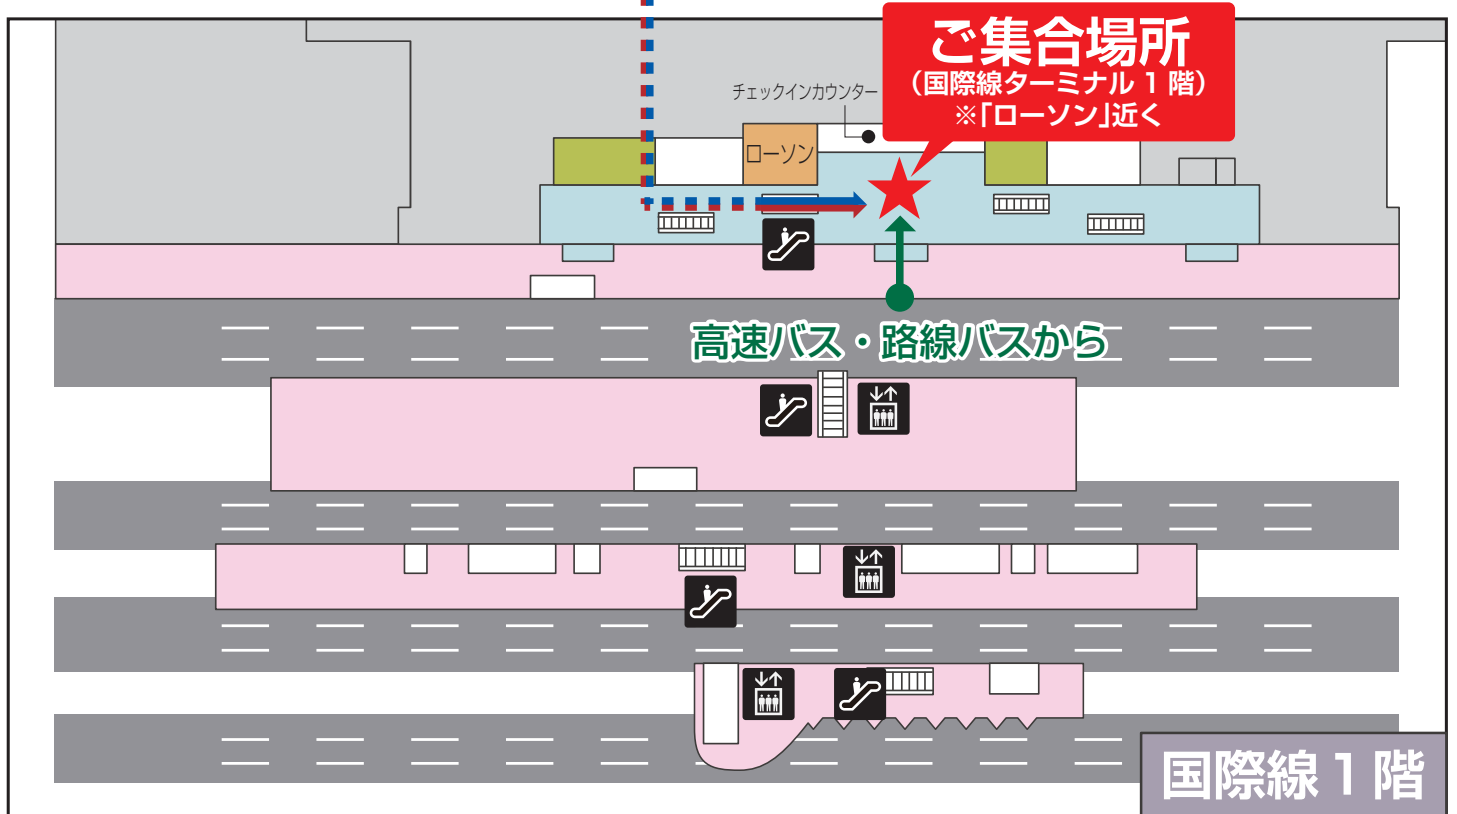 ご集合場所
(国際線ターミナル1階)
※「ローソン」近く
チェックインカウンター
ローソン
高速バス・路線バスから
国際線1階